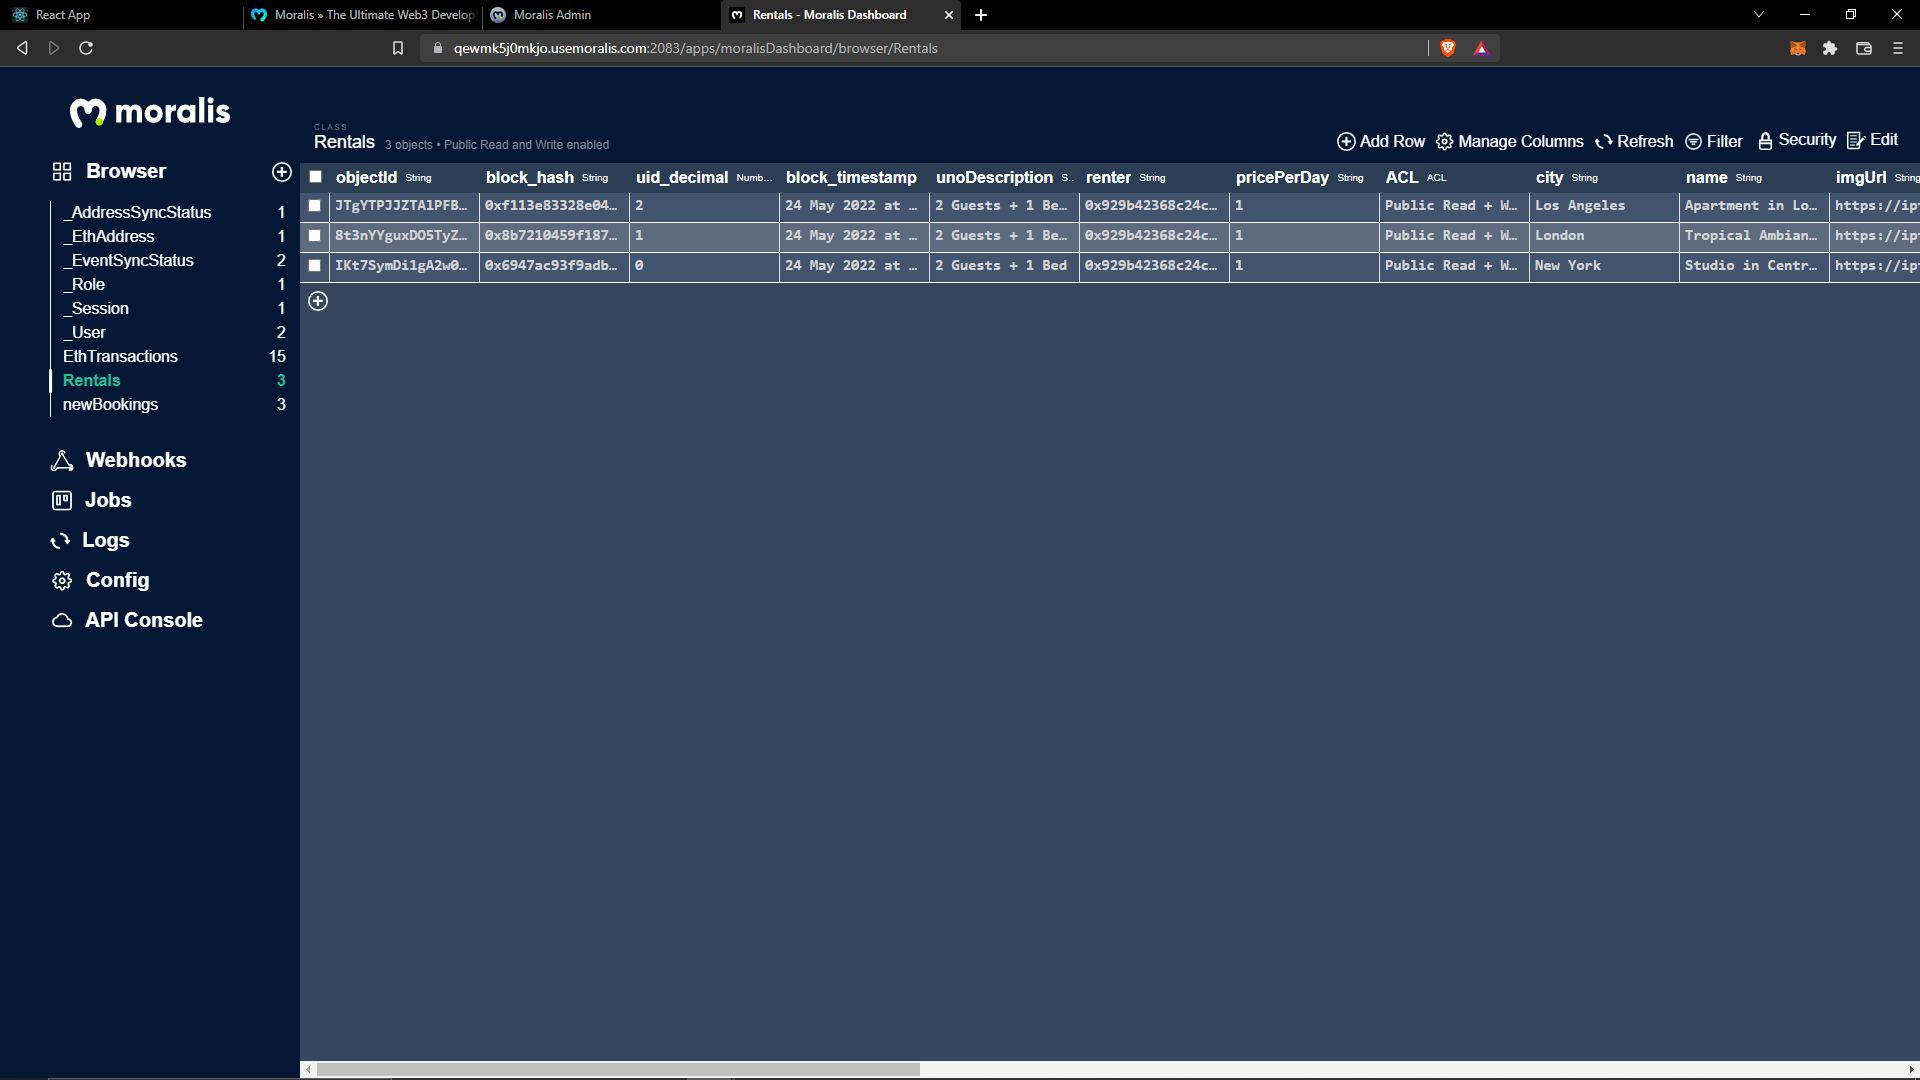 React App
Moralis » The Ultimate Web3 Develop
Moralis Admin
Rentals - Moralis Dashboard
qewmk5j0mkjo.usemoralis.com:2083/apps/moralisDashboard/browser/Rentals
moralis
CLASS
Rentals 3 objects • Public Read and Write enabled
Add Row Manage Columns Refresh Filter Security Edit
Browser
_AddressSyncStatus 1
_EthAddress 1
_EventSyncStatus 2
_Role 1
_Session 1
_User 2
EthTransactions 15
Rentals 3
newBookings 3
Webhooks
Jobs
Logs
Config
API Console
objectId String block_hash String uid_decimal Numb... block_timestamp unoDescription S.. renter String pricePerDay String ACL ACL city String name String imgUrl String
JTgYTPJJZTAlPFB… 0xf113e83328e04… 2 24 May 2022 at … 2 Guests + 1 Be… 0x929b42368c24c… 1 Public Read + W… Los Angeles Apartment in Lo… https://ip
8t3nYYguxDO5TyZ… 0x8b7210459f187… 1 24 May 2022 at … 2 Guests + 1 Be… 0x929b42368c24c… 1 Public Read + W… London Tropical Ambian… https://ip
IKt7SymDi1gA2w0… 0x6947ac93f9adb… 0 24 May 2022 at … 2 Guests + 1 Bed 0x929b42368c24c… 1 Public Read + W… New York Studio in Centr… https://ip